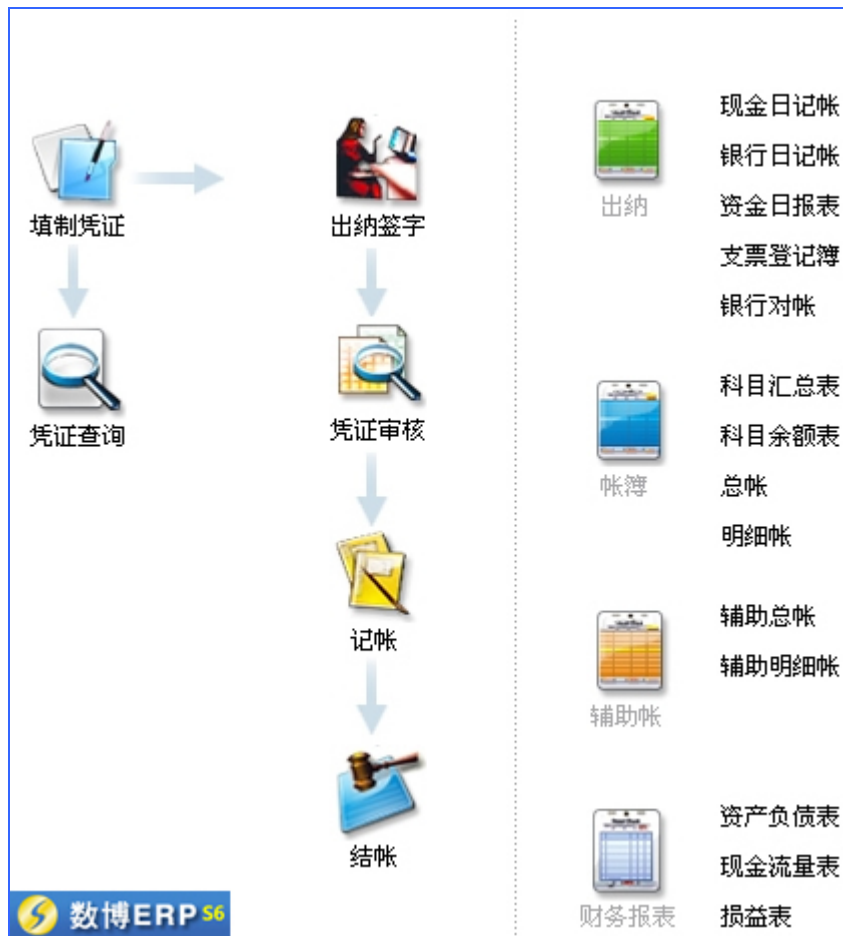 填制凭证
出纳签字
凭证查询
凭证审核
记帐
结帐
数博ERP S6
出纳
现金日记帐
银行日记帐
资金日报表
支票登记簿
银行对帐
帐簿
科目汇总表
科目余额表
总帐
明细帐
辅助帐
辅助总帐
辅助明细帐
财务报表
资产负债表
现金流量表
损益表